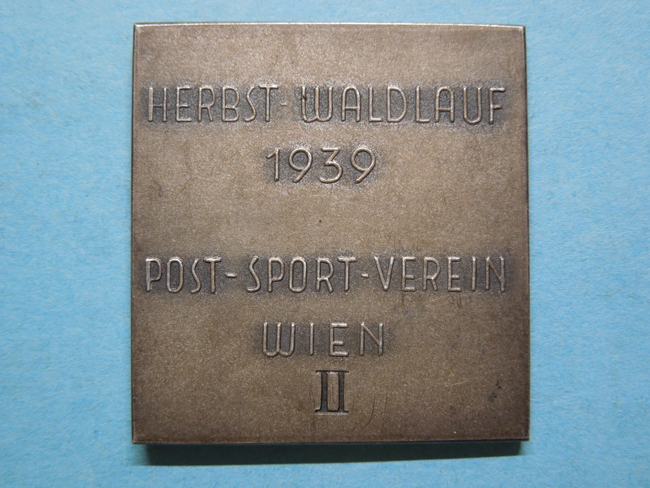 HERBST-WALDLAUF
1939
POST-SPORT-VEREIN
WIEN
II